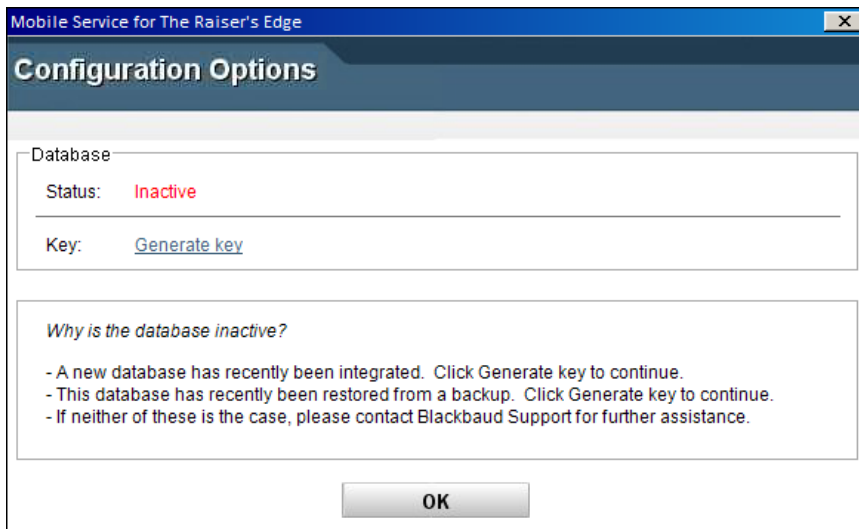 Mobile Service for The Raiser's Edge
Configuration Options
Database
Status: Inactive
Key: Generate key
Why is the database inactive?
- A new database has recently been integrated. Click Generate key to continue.
- This database has recently been restored from a backup. Click Generate key to continue.
- If neither of these is the case, please contact Blackbaud Support for further assistance.
OK